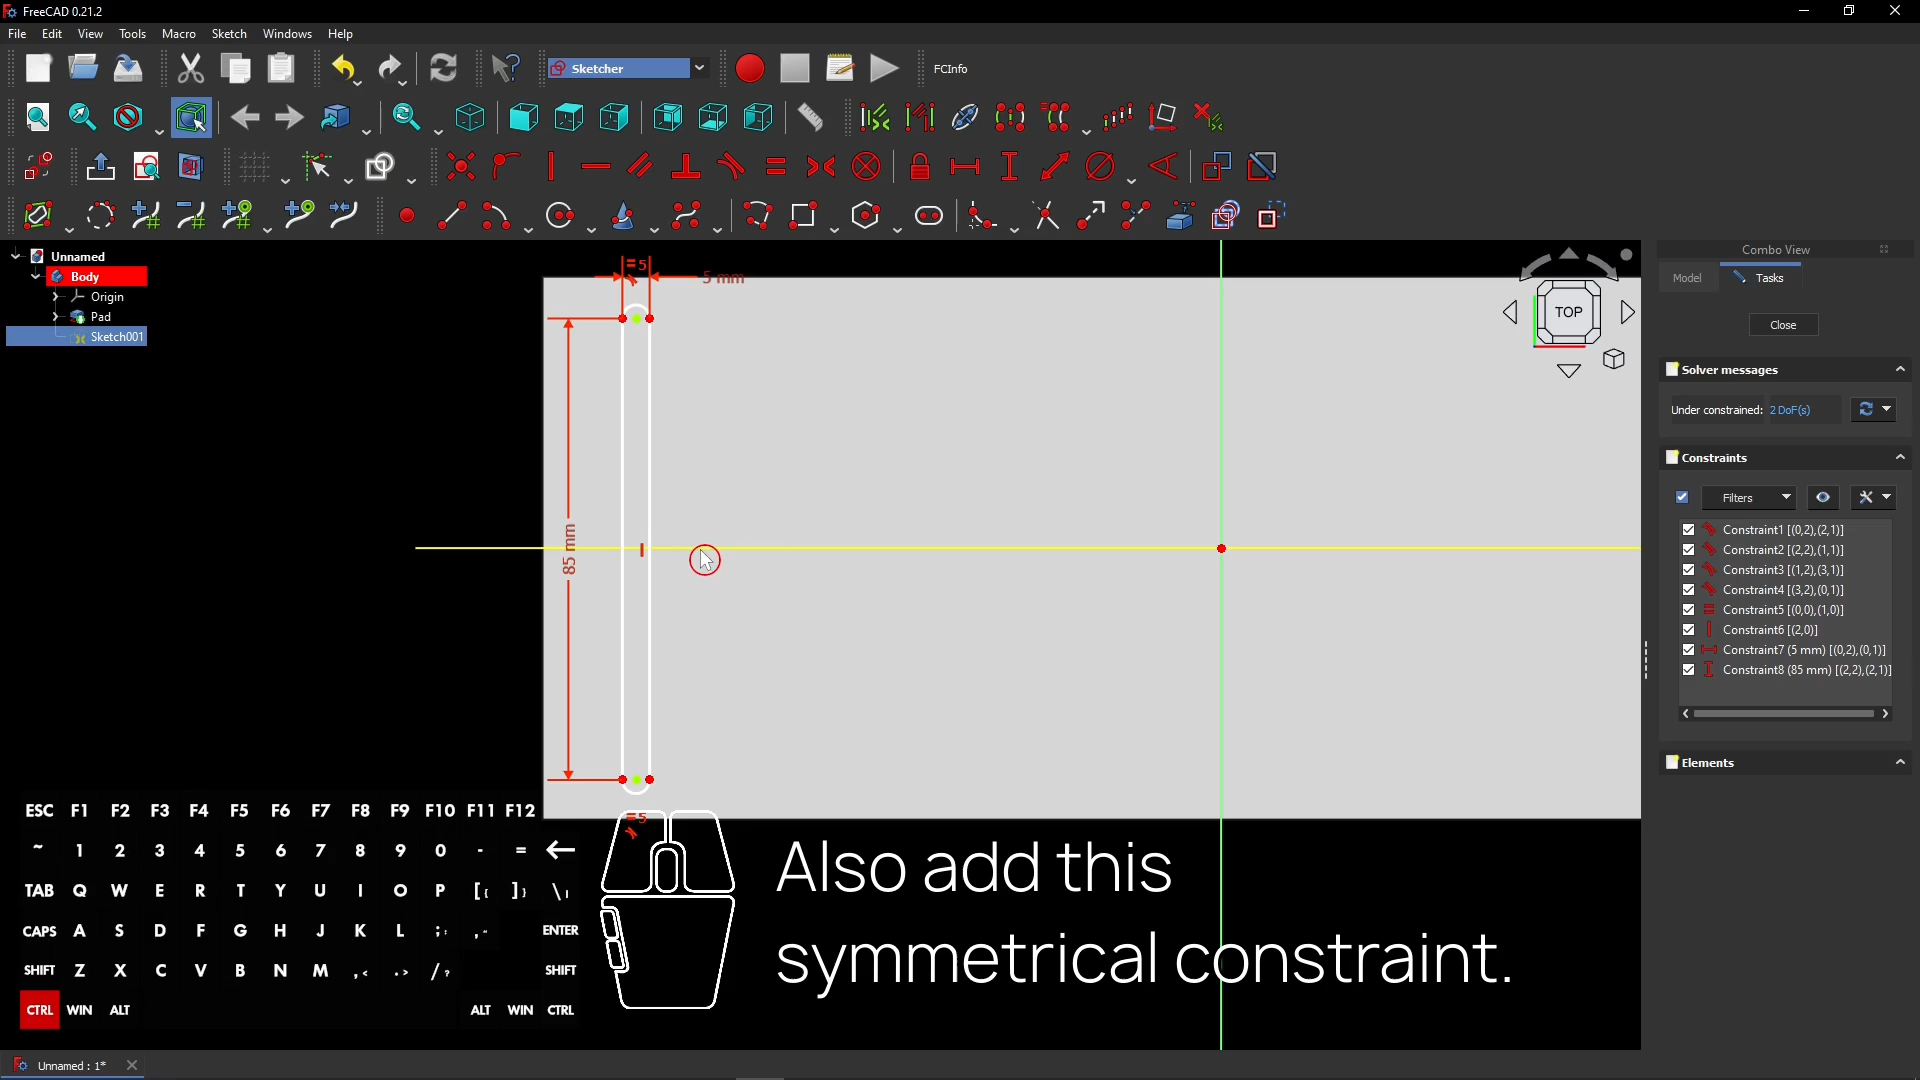 FreeCAD 0.21.2
File Edit View Tools Macro Sketch Windows Help
Sketcher
FCInfo
Unnamed
Body
Origin
Pad
Sketch001
=5
5 mm
85 mm
=5
TOP
Combo View
Model
Tasks
Close
Solver messages
Under constrained: 2 DoF(s)
Constraints
Filters
Constraint1 [(0,2),(2,1)]
Constraint2 [(2,2),(1,1)]
Constraint3 [(1,2),(3,1)]
Constraint4 [(3,2),(0,1)]
Constraint5 [(0,0),(1,0)]
Constraint6 [(2,0)]
Constraint7 (5 mm) [(0,2),(0,1)]
Constraint8 (85 mm) [(2,2),(2,1)]
Elements
ESC F1 F2 F3 F4 F5 F6 F7 F8 F9 F10 F11 F12
~ 1 2 3 4 5 6 7 8 9 0 - =
TAB Q W E R T Y U I O P [{ ]} \|
CAPS A S D F G H J K L ;: ,“ ENTER
SHIFT Z X C V B N M ,< .> /? SHIFT
CTRL WIN ALT ALT WIN CTRL
Also add this
symmetrical constraint.
Unnamed : 1*